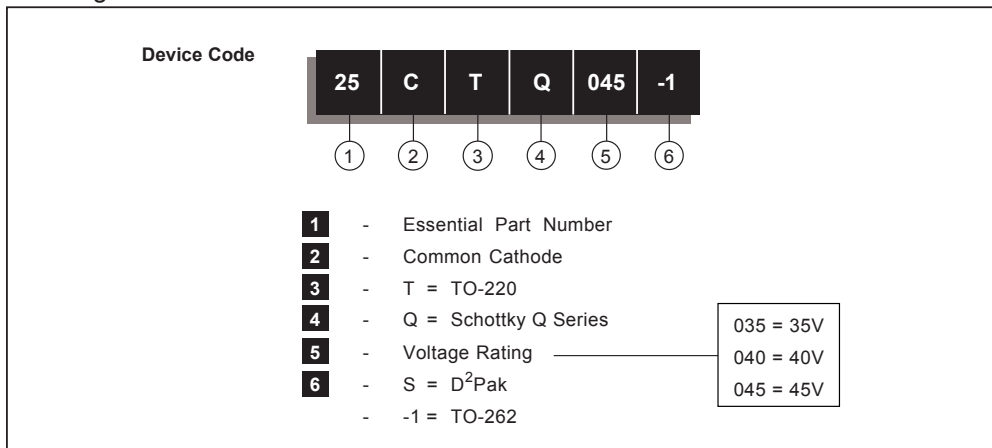 Device Code
25 C T Q 045 -1
1 2 3 4 5 6
1 - Essential Part Number
2 - Common Cathode
3 - T = TO-220
4 - Q = Schottky Q Series
5 - Voltage Rating
035 = 35V
040 = 40V
045 = 45V
6 - S = D²Pak
- -1 = TO-262